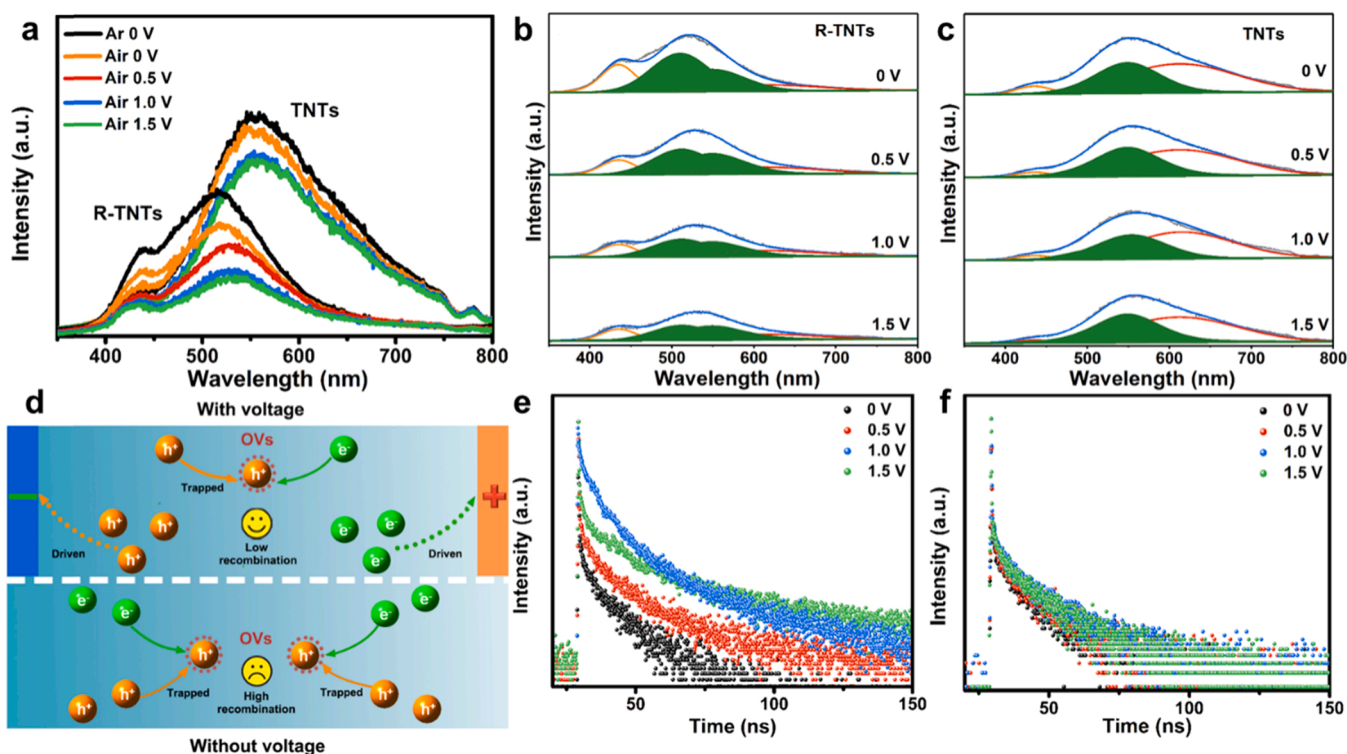 a
Ar 0 V
Air 0 V
Air 0.5 V
Air 1.0 V
Air 1.5 V
TNTs
R-TNTs
Intensity (a.u.)
400 500 600 700 800
Wavelength (nm)
b
R-TNTs
0 V
0.5 V
1.0 V
1.5 V
Intensity (a.u.)
400 500 600 700 800
Wavelength (nm)
c
TNTs
0 V
0.5 V
1.0 V
1.5 V
Intensity (a.u.)
400 500 600 700 800
Wavelength (nm)
d
With voltage
OVs
h+
h+
e-
Trapped
h+
h+
h+
e-
e-
e-
Driven
Low
recombination
Driven
e-
e-
e-
e-
OVs
h+
h+
Trapped
Trapped
h+
h+
h+
h+
High
recombination
Without voltage
e
0 V
0.5 V
1.0 V
1.5 V
Intensity (a.u.)
50 100 150
Time (ns)
f
0 V
0.5 V
1.0 V
1.5 V
Intensity (a.u.)
50 100 150
Time (ns)